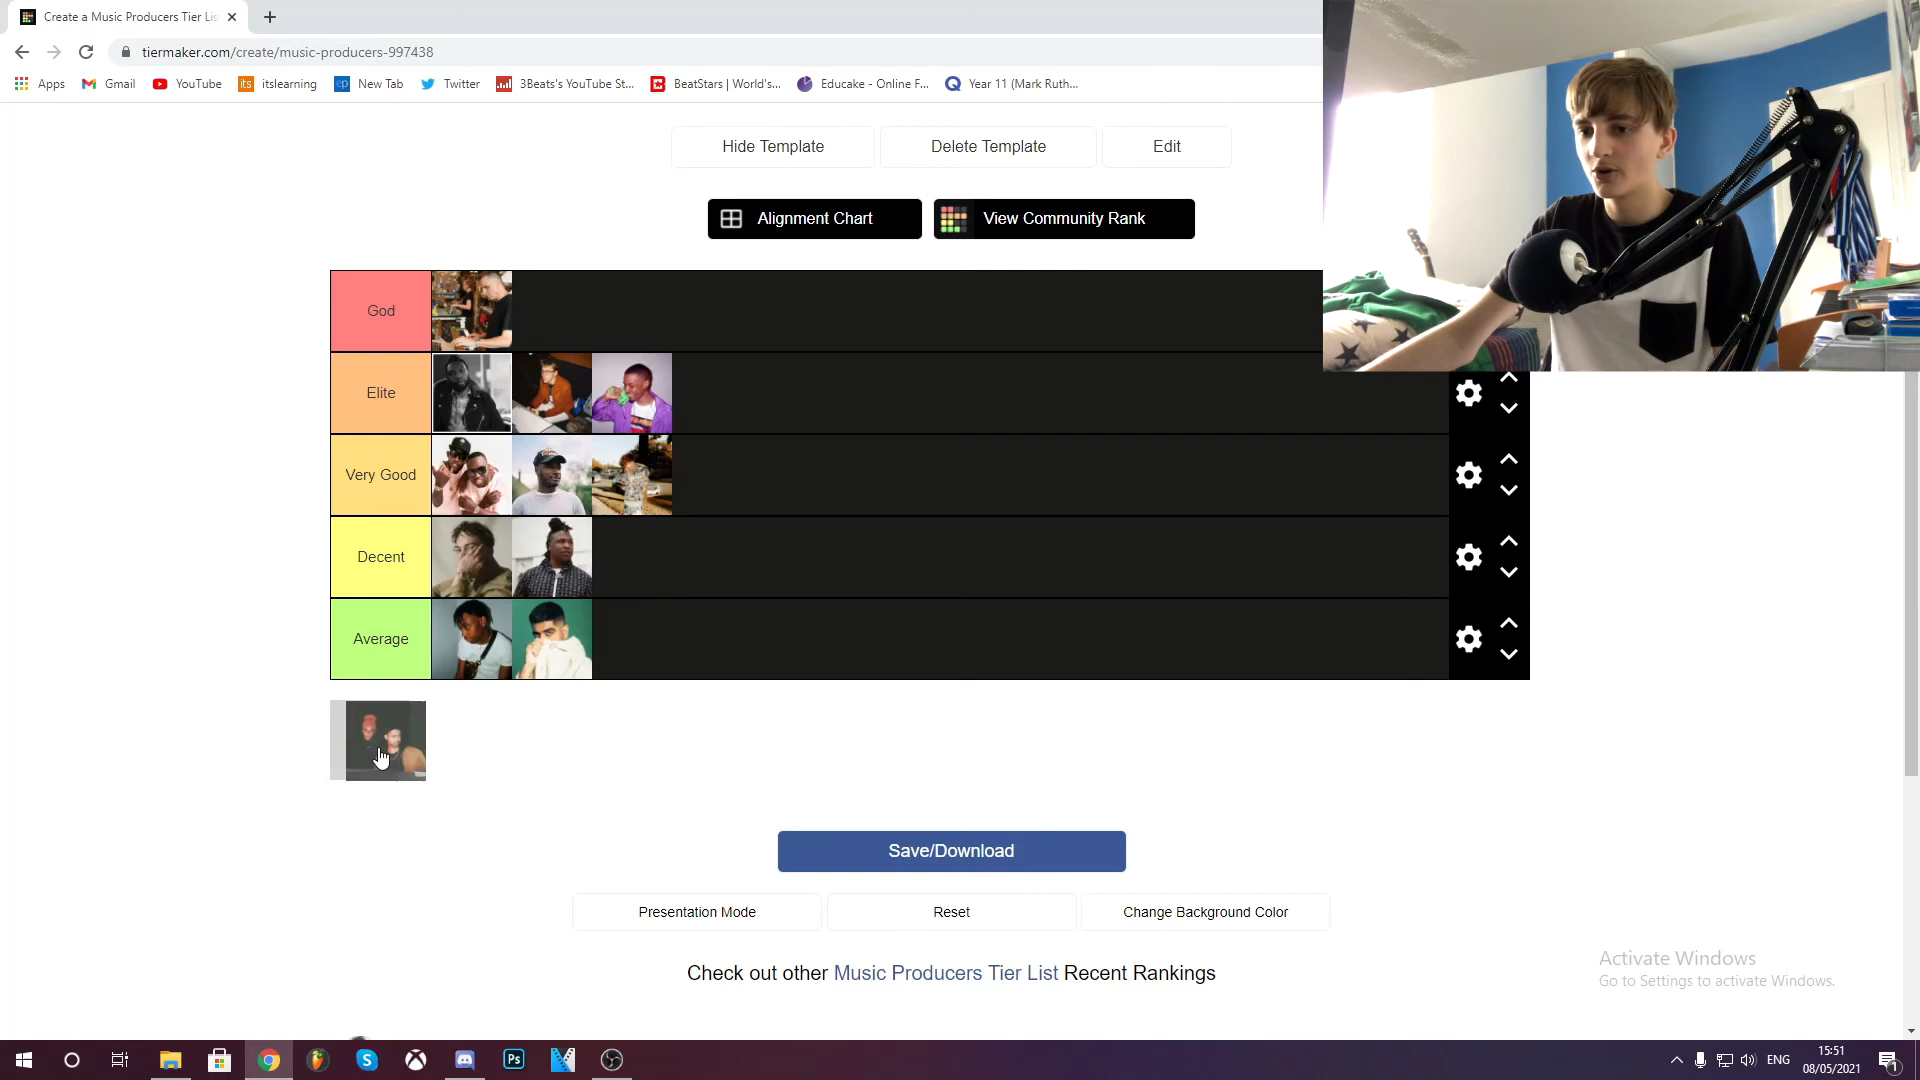 Create a Music Producers Tier Lis
tiermaker.com/create/music-producers-997438
Apps
Gmail
YouTube
its
itslearning
cp
New Tab
Twitter
3Beats's YouTube St...
BeatStars | World's...
Educake - Online F...
Year 11 (Mark Ruth...
Hide Template
Delete Template
Edit
Alignment Chart
View Community Rank
God
Elite
Very Good
Decent
Average
Save/Download
Presentation Mode
Reset
Change Background Color
Check out other Music Producers Tier List Recent Rankings
Activate Windows
Go to Settings to activate Windows.
S
Ps
ENG
15:51
08/05/2021
1